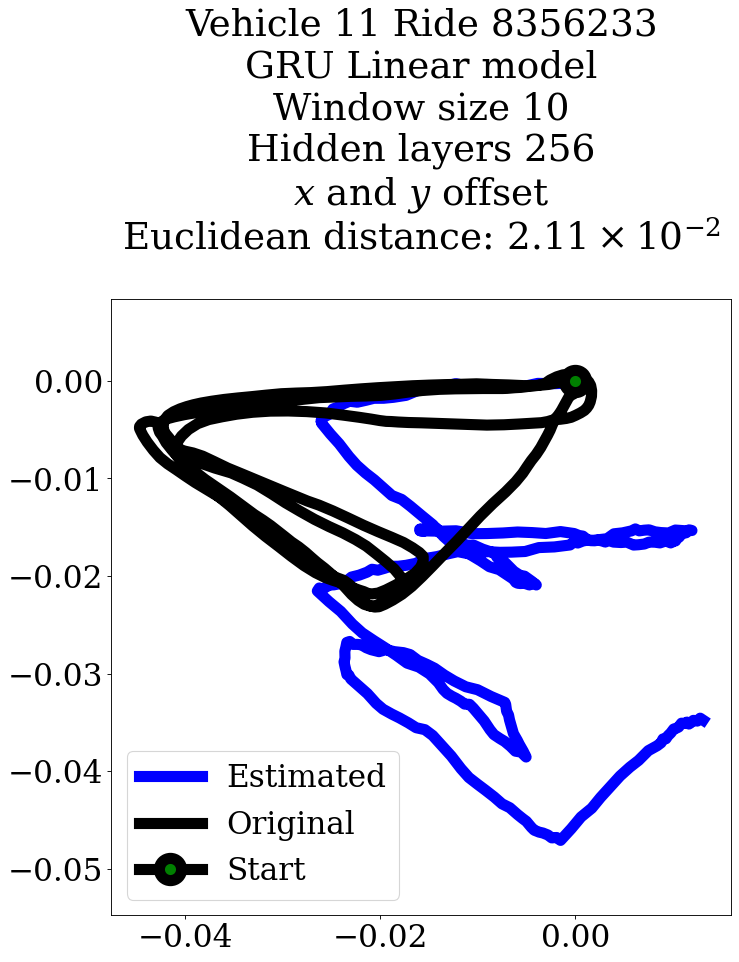 Vehicle 11 Ride 8356233
GRU Linear model
Window size 10
Hidden layers 256
x and y offset
Euclidean distance: 2.11 × 10⁻²
0.00
−0.01
−0.02
−0.03
−0.04
−0.05
Estimated
Original
Start
−0.04
−0.02
0.00